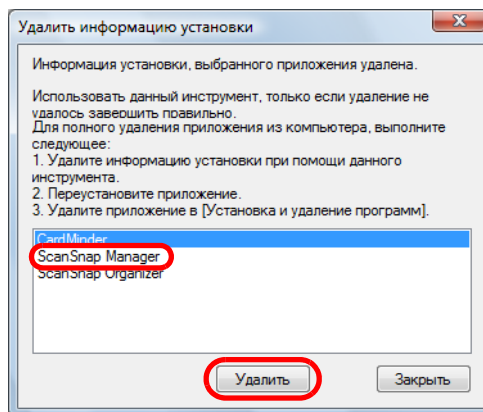 Удалить информацию установки
Информация установки, выбранного приложения удалена.
Использовать данный инструмент, только если удаление не
удалось завершить правильно.
Для полного удаления приложения из компьютера, выполните
следующее:
1. Удалите информацию установки при помощи данного
инструмента.
2. Переустановите приложение.
3. Удалите приложение в [Установка и удаление программ].
CardMinder
ScanSnap Manager
ScanSnap Organizer
Удалить
Закрыть